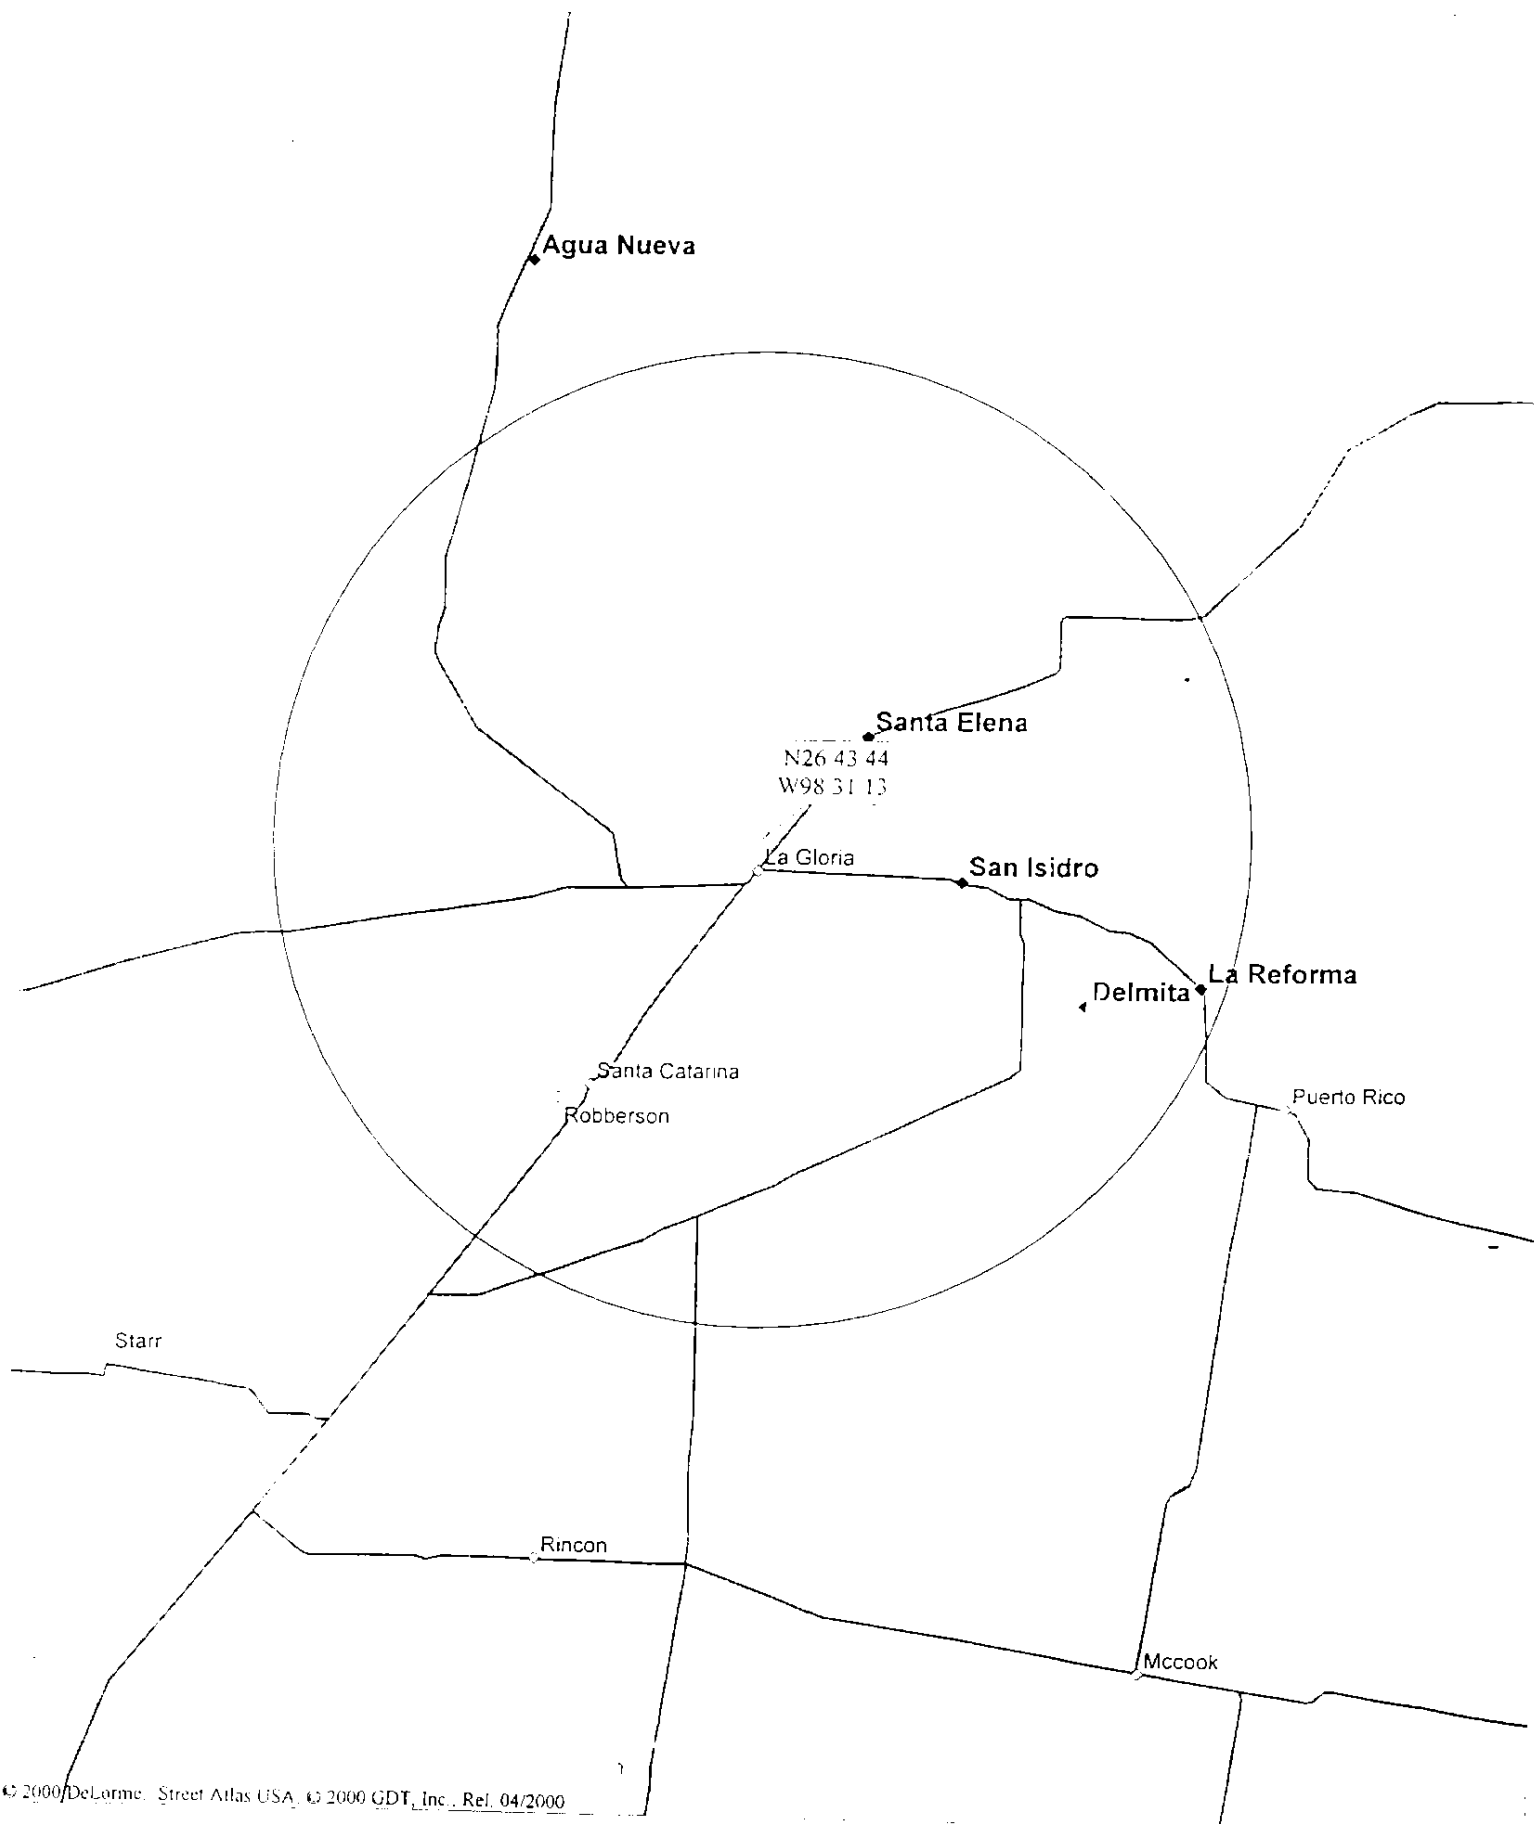 Agua Nueva
Santa Elena
N26 43 44
W98 31 13
La Gloria
San Isidro
La Reforma
Delmita
Santa Catarina
Puerto Rico
Robberson
Starr
Rincon
Mccook
© 2000 DeLorme. Street Atlas USA. © 2000 GDT, Inc., Rel. 04/2000